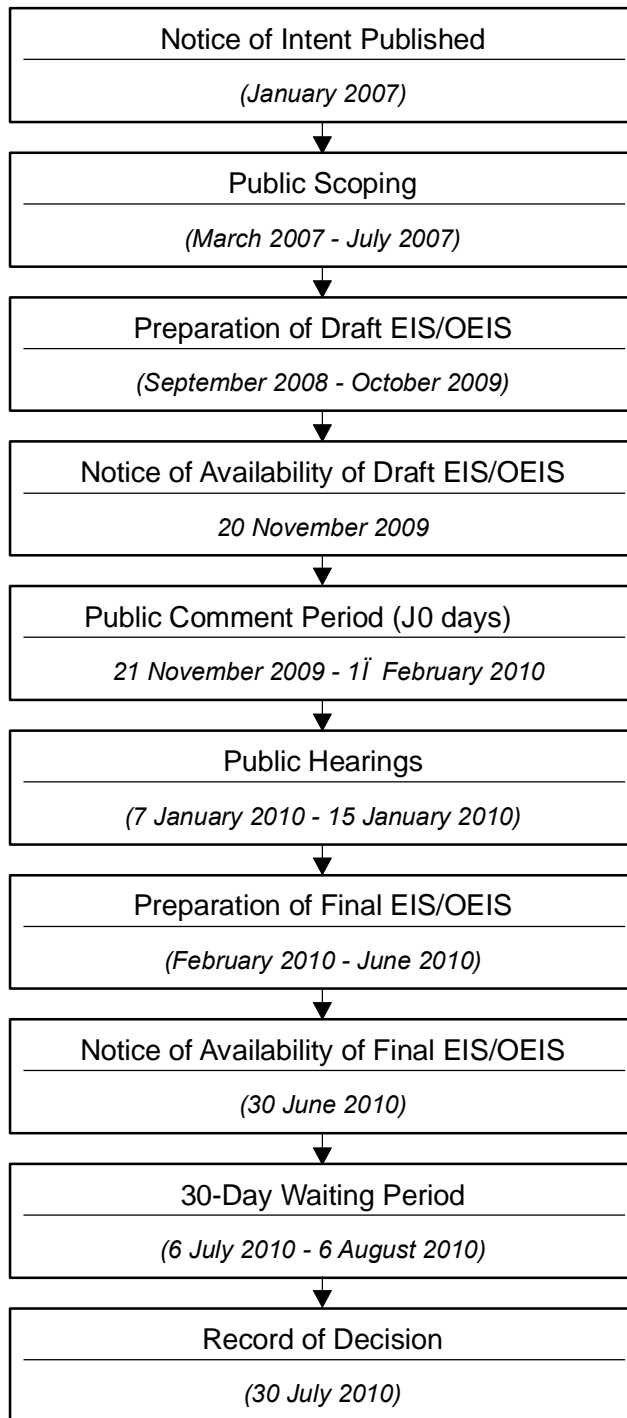 Notice of Intent Published
(January 2007)
Public Scoping
(March 2007 - July 2007)
Preparation of Draft EIS/OEIS
(September 2008 - October 2009)
Notice of Availability of Draft EIS/OEIS
20 November 2009
Public Comment Period (J0 days)
21 November 2009 - 1Ï February 2010
Public Hearings
(7 January 2010 - 15 January 2010)
Preparation of Final EIS/OEIS
(February 2010 - June 2010)
Notice of Availability of Final EIS/OEIS
(30 June 2010)
30-Day Waiting Period
(6 July 2010 - 6 August 2010)
Record of Decision
(30 July 2010)